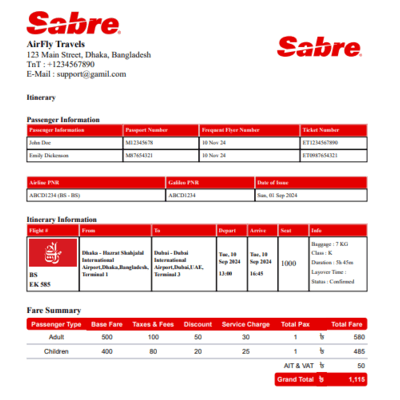 Sabre
AirFly Travels
123 Main Street, Dhaka, Bangladesh
TnT : +1234567890
E-Mail : support@gamil.com
Sabre
Itinerary
Passenger Information
Passenger Information Passport Number Frequent Flyer Number Ticket Number
John Doe M12345678 10 Nov 24 ET1234567890
Emily Dickenson M87654321 10 Nov 24 ET0987654321
Airline PNR Galileo PNR Date of Issue
ABCD1234 (BS - BS) ABCD1234 Sun, 01 Sep 2024
Itinerary Information
Flight # From To Depart Arrive Seat Info
BS
EK 585
Dhaka - Hazrat Shahjalal
International
Airport,Dhaka,Bangladesh,
Terminal 1
Dubai - Dubai
International
Airport,Dubai,UAE,
Terminal 3
Tue, 10
Sep 2024
13:00
Tue, 10
Sep 2024
16:45
1000
Baggage : 7 KG
Class : K
Duration : 5h 45m
Layover Time :
Status : Confirmed
Fare Summary
Passenger Type Base Fare Taxes & Fees Discount Service Charge Total Pax Total Fare
Adult 500 100 50 30 1 ৳ 580
Children 400 80 20 25 1 ৳ 485
AIT & VAT ৳ 50
Grand Total ৳ 1,115